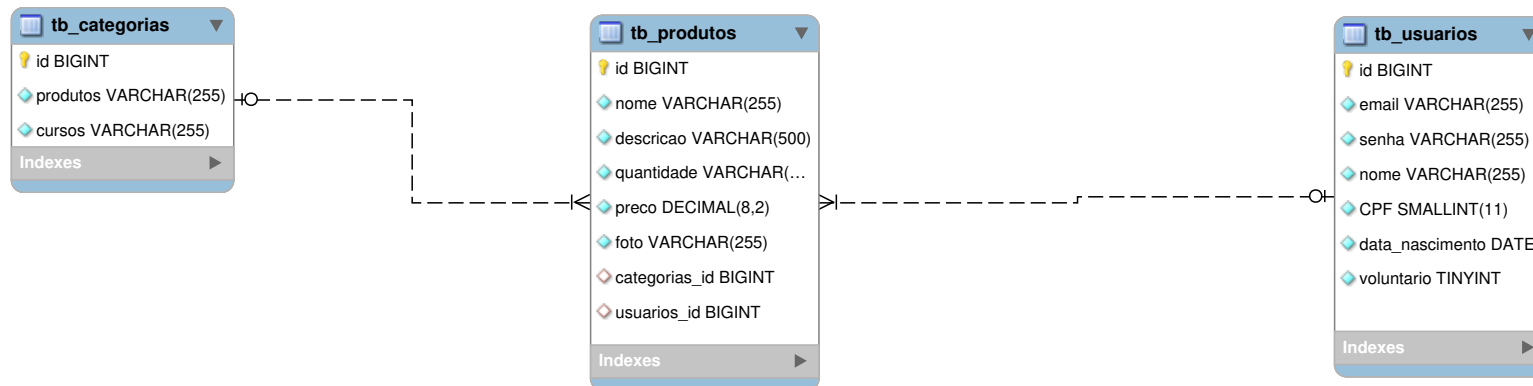 tb_categorias
id BIGINT
produtos VARCHAR(255)
cursos VARCHAR(255)
Indexes
tb_produtos
id BIGINT
nome VARCHAR(255)
descricao VARCHAR(500)
quantidade VARCHAR(...
preco DECIMAL(8,2)
foto VARCHAR(255)
categorias_id BIGINT
usuarios_id BIGINT
Indexes
tb_usuarios
id BIGINT
email VARCHAR(255)
senha VARCHAR(255)
nome VARCHAR(255)
CPF SMALLINT(11)
data_nascimento DATE
voluntario TINYINT
Indexes